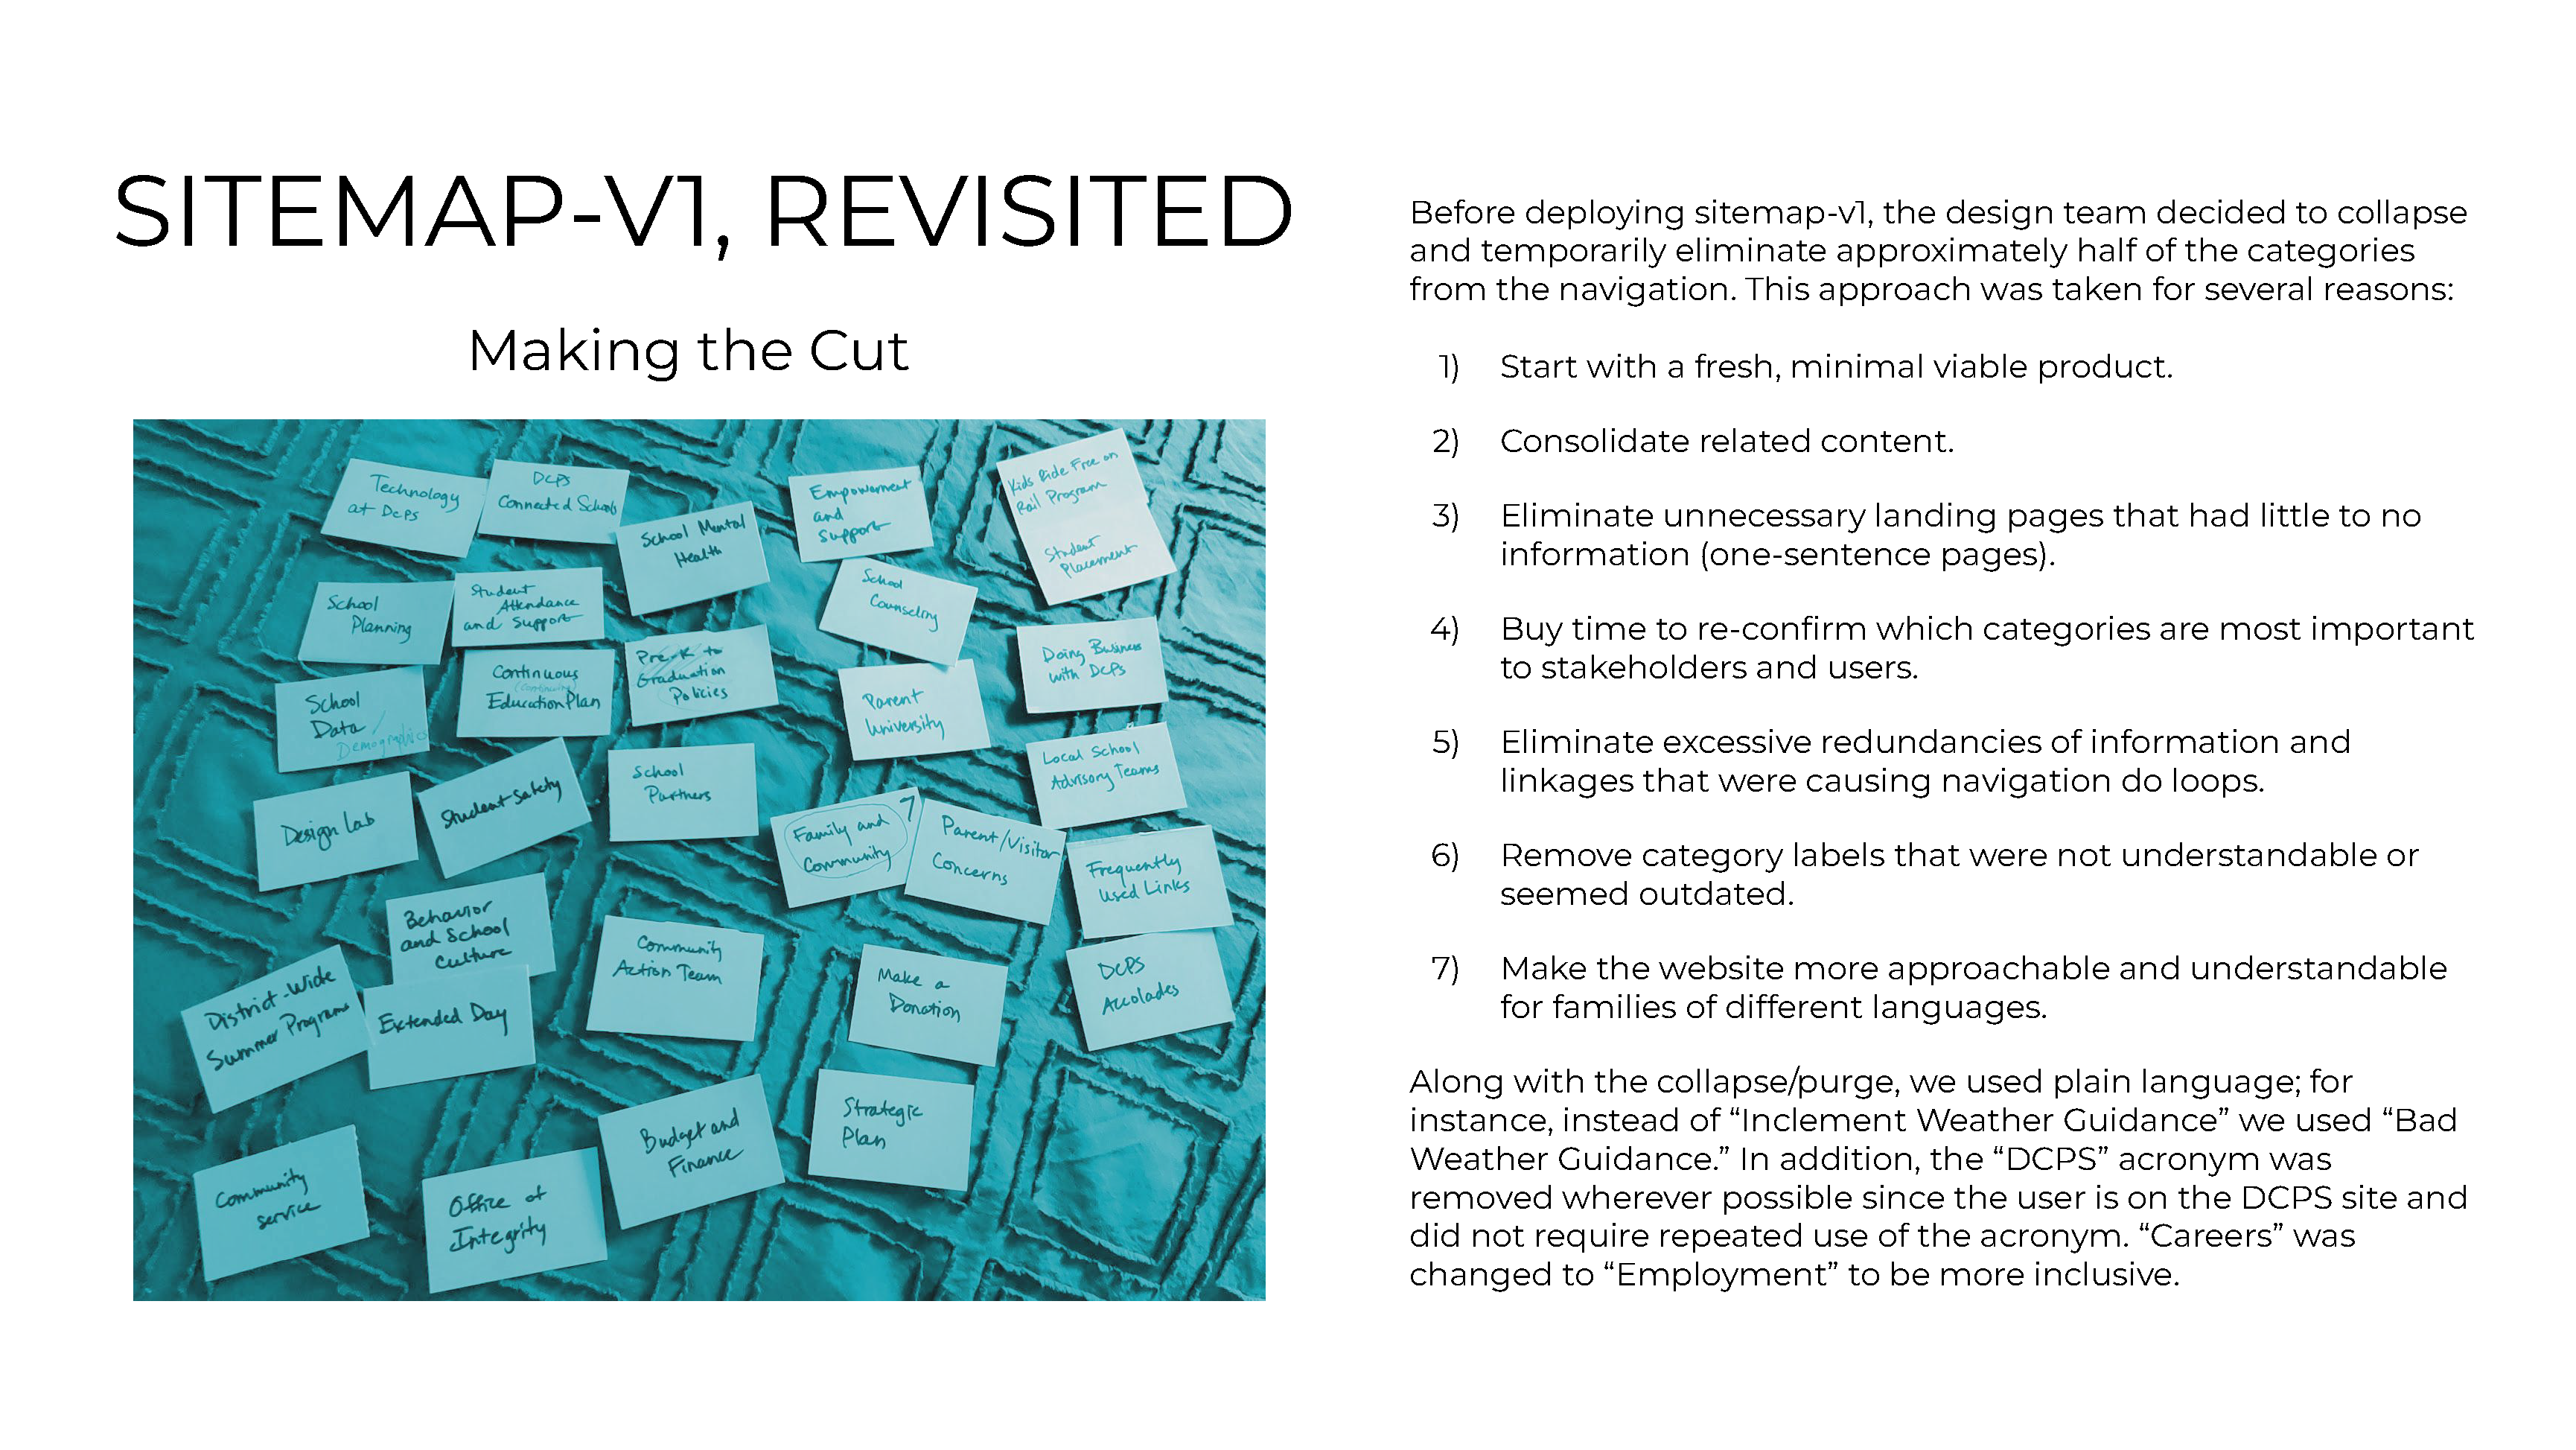 SITEMAP-V1, REVISITED
Making the Cut
Technology
at DCPS
DCPS
Connected Schools
School Mental
Health
Empowerment
and
Support
Kids Ride Free on
Rail Program
Student
Placement
School
Planning
Student
Attendance
and Support
School
Counseling
Continuous
(Continuing)
Education Plan
Pre-K to
Graduation
Policies
Doing Business
with DCPS
School
Data /
Demographics
Parent
University
Local School
Advisory Teams
Design Lab
Student Safety
School
Partners
Family and
Community
7
Parent/Visitor
Concerns
Frequently
Used Links
Behavior
and School
Culture
Community
Action Team
Make a
Donation
DCPS
Accolades
District-Wide
Summer Programs
Extended Day
Budget and
Finance
Strategic
Plan
Community
service
Office of
Integrity
Before deploying sitemap-v1, the design team decided to collapse
and temporarily eliminate approximately half of the categories
from the navigation. This approach was taken for several reasons:
1) Start with a fresh, minimal viable product.
2) Consolidate related content.
3) Eliminate unnecessary landing pages that had little to no
information (one-sentence pages).
4) Buy time to re-confirm which categories are most important
to stakeholders and users.
5) Eliminate excessive redundancies of information and
linkages that were causing navigation do loops.
6) Remove category labels that were not understandable or
seemed outdated.
7) Make the website more approachable and understandable
for families of different languages.
Along with the collapse/purge, we used plain language; for
instance, instead of “Inclement Weather Guidance” we used “Bad
Weather Guidance.” In addition, the “DCPS” acronym was
removed wherever possible since the user is on the DCPS site and
did not require repeated use of the acronym. “Careers” was
changed to “Employment” to be more inclusive.